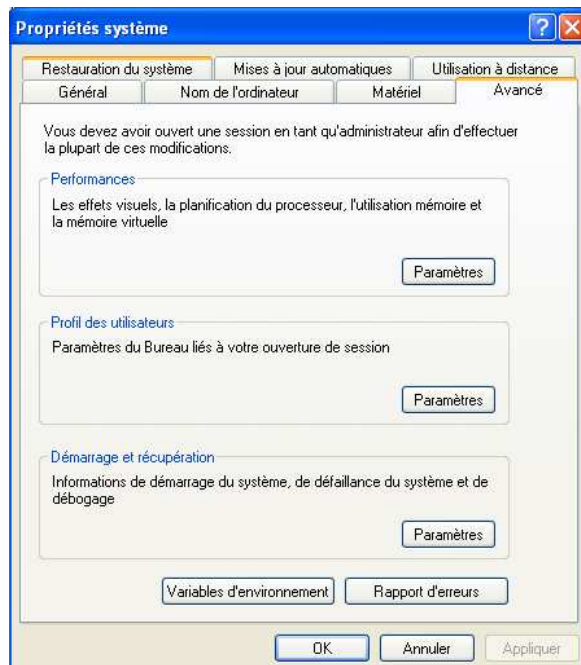 Propriétés système
Restauration du système Mises à jour automatiques Utilisation à distance
Général Nom de l'ordinateur Matériel Avancé
Vous devez avoir ouvert une session en tant qu'administrateur afin d'effectuer
la plupart de ces modifications.
Performances
Les effets visuels, la planification du processeur, l'utilisation mémoire et
la mémoire virtuelle
Paramètres
Profil des utilisateurs
Paramètres du Bureau liés à votre ouverture de session
Paramètres
Démarrage et récupération
Informations de démarrage du système, de défaillance du système et de
débogage
Paramètres
Variables d'environnement Rapport d'erreurs
OK Annuler Appliquer